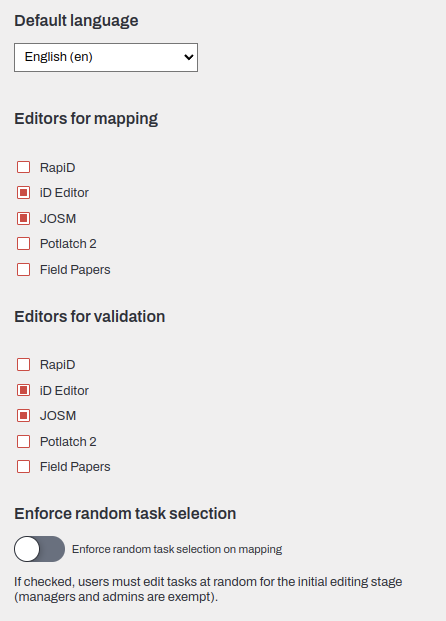 Default language
English (en)
Editors for mapping
RapiD
iD Editor
JOSM
Potlatch 2
Field Papers
Editors for validation
RapiD
iD Editor
JOSM
Potlatch 2
Field Papers
Enforce random task selection
Enforce random task selection on mapping
If checked, users must edit tasks at random for the initial editing stage
(managers and admins are exempt).